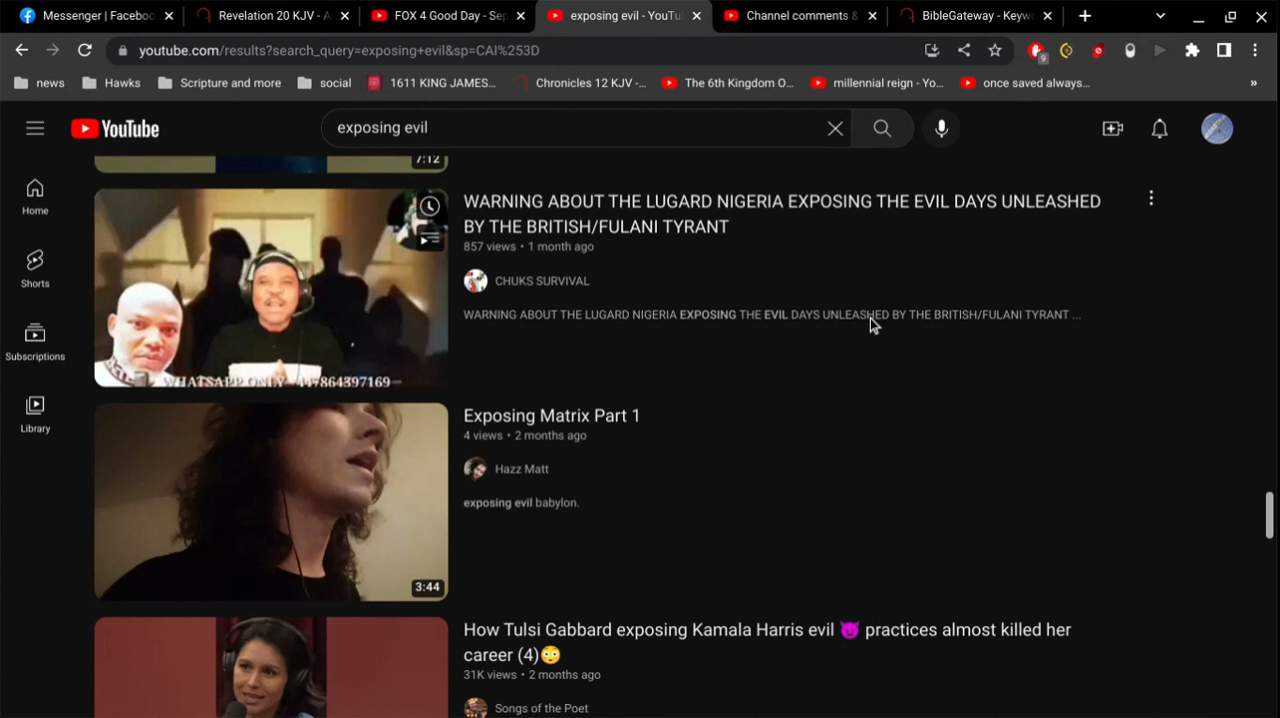 Messenger | Faceboo
Revelation 20 KJV - A
FOX 4 Good Day - Sep
exposing evil - YouTu
Channel comments &
BibleGateway - Keyw
youtube.com/results?search_query=exposing+evil&sp=CAI%253D
9
news
Hawks
Scripture and more
social
1611 KING JAMES...
Chronicles 12 KJV -...
The 6th Kingdom O...
millennial reign - Yo...
once saved always...
»
YouTube
exposing evil
Home
Shorts
Subscriptions
Library
7:12
WARNING ABOUT THE LUGARD NIGERIA EXPOSING THE EVIL DAYS UNLEASHED
BY THE BRITISH/FULANI TYRANT
857 views • 1 month ago
CHUKS SURVIVAL
WARNING ABOUT THE LUGARD NIGERIA EXPOSING THE EVIL DAYS UNLEASHED BY THE BRITISH/FULANI TYRANT ...
WHATSAPP ONLY
Exposing Matrix Part 1
4 views • 2 months ago
Hazz Matt
exposing evil babylon.
3:44
How Tulsi Gabbard exposing Kamala Harris evil 😈 practices almost killed her
career (4)😳
31K views • 2 months ago
Songs of the Poet